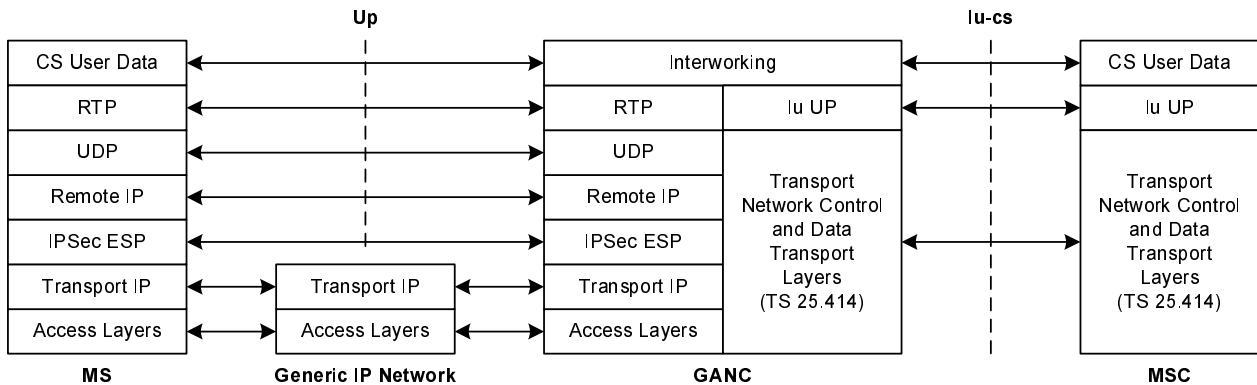 Up
Iu-cs
CS User Data
Interworking
CS User Data
RTP
RTP
Iu UP
Iu UP
UDP
UDP
Remote IP
Remote IP
IPSec ESP
IPSec ESP
Transport
Network Control
and Data
Transport
Layers
(TS 25.414)
Transport
Network Control
and Data
Transport
Layers
(TS 25.414)
Transport IP
Transport IP
Transport IP
Access Layers
Access Layers
Access Layers
MS
Generic IP Network
GANC
MSC